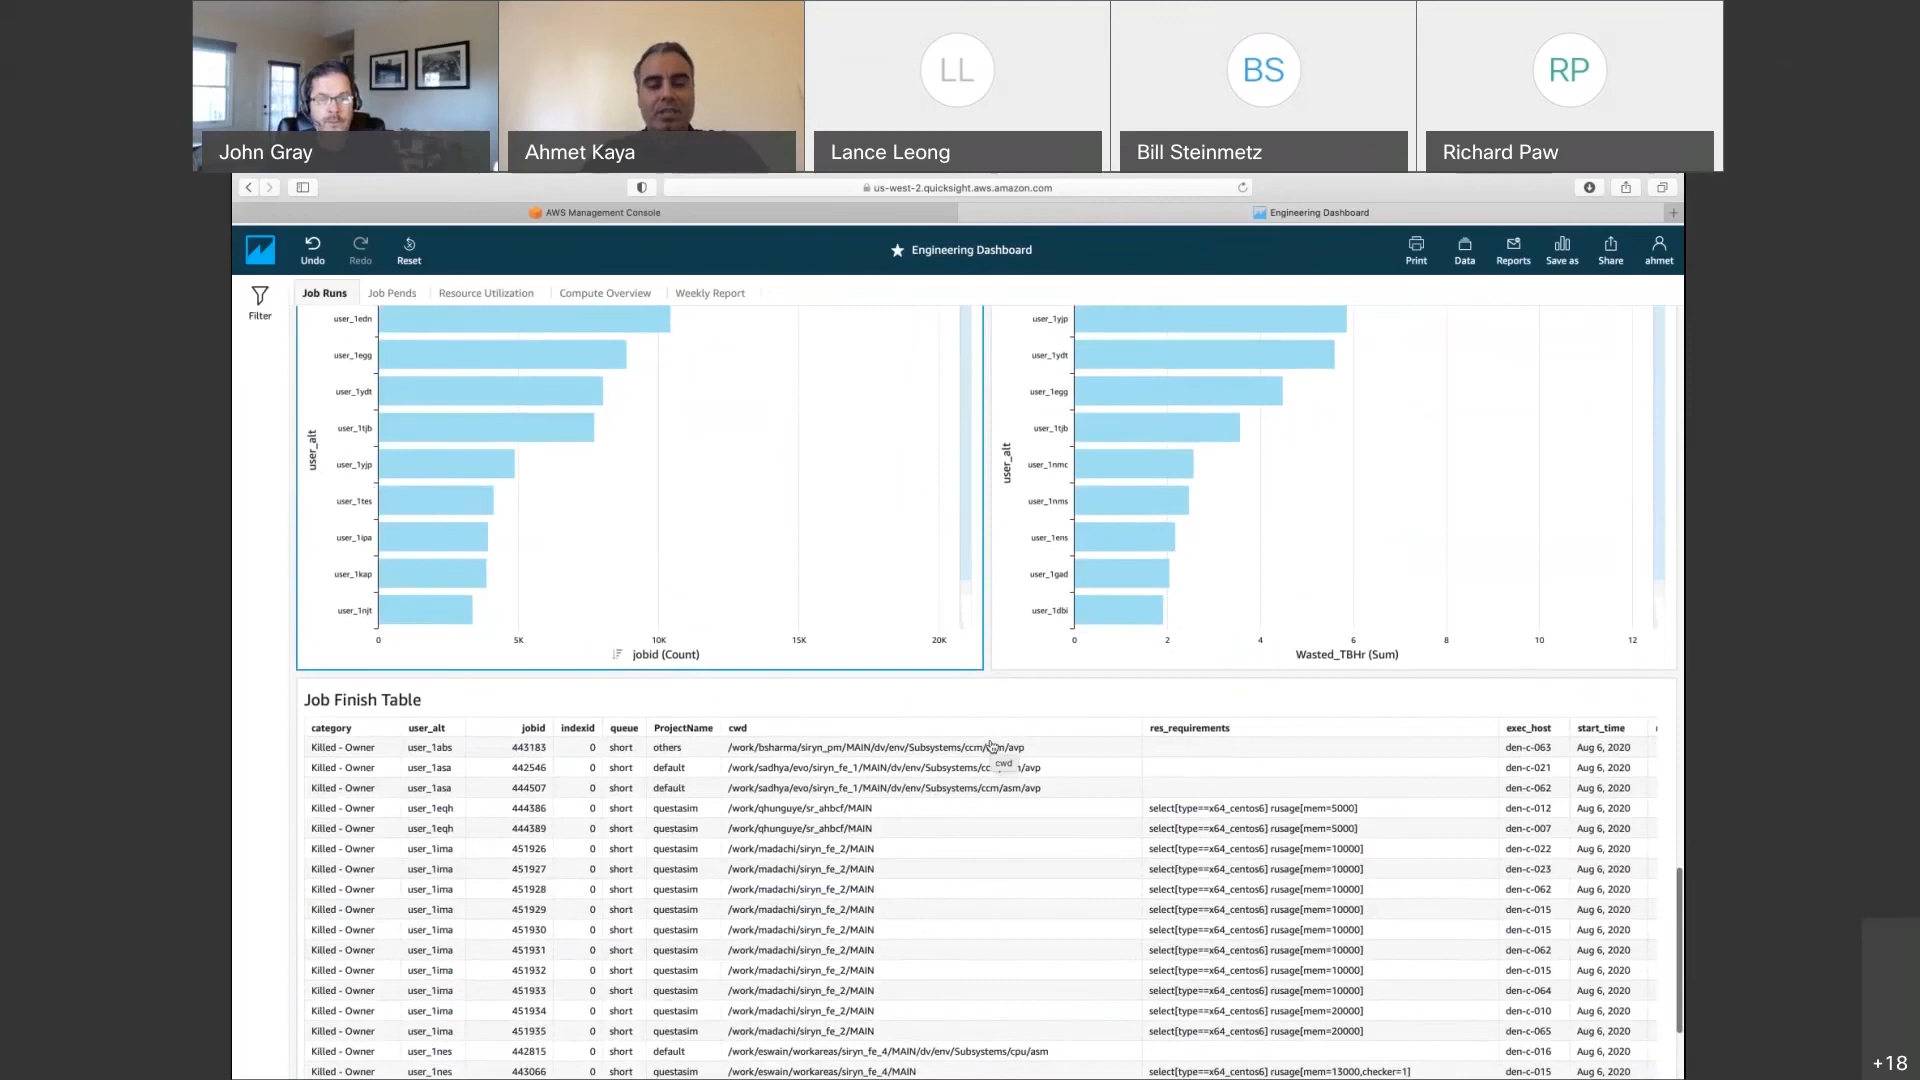 LL
BS
RP
John Gray
Ahmet Kaya
Lance Leong
Bill Steinmetz
Richard Paw
us-west-2.quicksight.aws.amazon.com
AWS Management Console
Engineering Dashboard
Undo
Redo
Reset
Engineering Dashboard
Print
Data
Reports
Save as
Share
ahmet
Filter
Job Runs
Job Pends
Resource Utilization
Compute Overview
Weekly Report
user_alt
user_1edn
user_1egg
user_1ydt
user_1tjb
user_1yjp
user_1tes
user_1ipa
user_1kap
user_1njt
0 5K 10K 15K 20K
jobid (Count)
user_alt
user_1yjp
user_1ydt
user_1egg
user_1tjb
user_1nmc
user_1nms
user_1ens
user_1gad
user_1dbi
0 2 4 6 8 10 12
Wasted_TBHr (Sum)
Job Finish Table
category user_alt jobid indexid queue ProjectName cwd res_requirements exec_host start_time
Killed - Owner user_1abs 443183 0 short others /work/bsharma/siryn_pm/MAIN/dv/env/Subsystems/ccm/ /avp den-c-063 Aug 6, 2020
cwd
Killed - Owner user_1asa 442546 0 short default /work/sadhya/evo/siryn_fe_1/MAIN/dv/env/Subsystems/cc /avp den-c-021 Aug 6, 2020
Killed - Owner user_1asa 444507 0 short default /work/sadhya/evo/siryn_fe_1/MAIN/dv/env/Subsystems/ccm/asm/avp den-c-062 Aug 6, 2020
Killed - Owner user_1eqh 444386 0 short questasim /work/qhunguye/sr_ahbcf/MAIN select[type==x64_centos6] rusage[mem=5000] den-c-012 Aug 6, 2020
Killed - Owner user_1eqh 444389 0 short questasim /work/qhunguye/sr_ahbcf/MAIN select[type==x64_centos6] rusage[mem=5000] den-c-007 Aug 6, 2020
Killed - Owner user_1ima 451926 0 short questasim /work/madachi/siryn_fe_2/MAIN select[type==x64_centos6] rusage[mem=10000] den-c-022 Aug 6, 2020
Killed - Owner user_1ima 451927 0 short questasim /work/madachi/siryn_fe_2/MAIN select[type==x64_centos6] rusage[mem=10000] den-c-023 Aug 6, 2020
Killed - Owner user_1ima 451928 0 short questasim /work/madachi/siryn_fe_2/MAIN select[type==x64_centos6] rusage[mem=10000] den-c-062 Aug 6, 2020
Killed - Owner user_1ima 451929 0 short questasim /work/madachi/siryn_fe_2/MAIN select[type==x64_centos6] rusage[mem=10000] den-c-015 Aug 6, 2020
Killed - Owner user_1ima 451930 0 short questasim /work/madachi/siryn_fe_2/MAIN select[type==x64_centos6] rusage[mem=10000] den-c-015 Aug 6, 2020
Killed - Owner user_1ima 451931 0 short questasim /work/madachi/siryn_fe_2/MAIN select[type==x64_centos6] rusage[mem=10000] den-c-062 Aug 6, 2020
Killed - Owner user_1ima 451932 0 short questasim /work/madachi/siryn_fe_2/MAIN select[type==x64_centos6] rusage[mem=10000] den-c-015 Aug 6, 2020
Killed - Owner user_1ima 451933 0 short questasim /work/madachi/siryn_fe_2/MAIN select[type==x64_centos6] rusage[mem=10000] den-c-064 Aug 6, 2020
Killed - Owner user_1ima 451934 0 short questasim /work/madachi/siryn_fe_2/MAIN select[type==x64_centos6] rusage[mem=20000] den-c-010 Aug 6, 2020
Killed - Owner user_1ima 451935 0 short questasim /work/madachi/siryn_fe_2/MAIN select[type==x64_centos6] rusage[mem=20000] den-c-065 Aug 6, 2020
Killed - Owner user_1nes 442815 0 short default /work/eswain/workareas/siryn_fe_4/MAIN/dv/env/Subsystems/cpu/asm den-c-016 Aug 6, 2020
Killed - Owner user_1nes 443066 0 short questasim /work/eswain/workareas/siryn_fe_4/MAIN select[type==x64_centos6] rusage[mem=13000,checker=1] den-c-015 Aug 6, 2020
+18